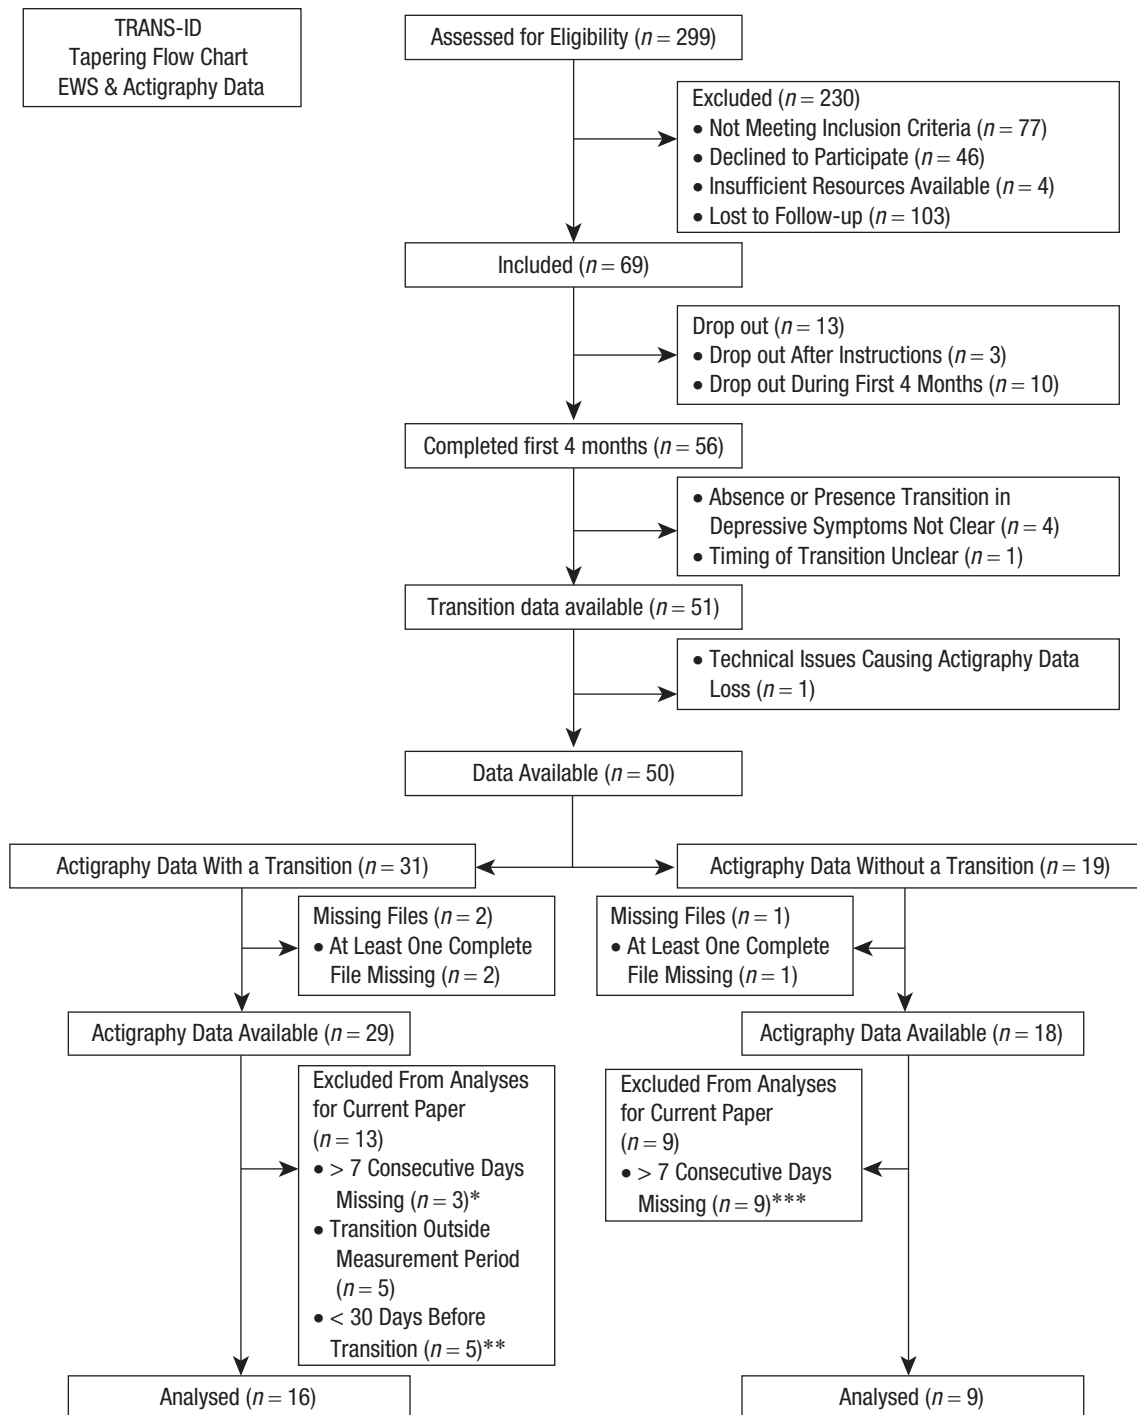 TRANS-ID
Tapering Flow Chart
EWS & Actigraphy Data
Assessed for Eligibility (n = 299)
Excluded (n = 230)
• Not Meeting Inclusion Criteria (n = 77)
• Declined to Participate (n = 46)
• Insufficient Resources Available (n = 4)
• Lost to Follow-up (n = 103)
Included (n = 69)
Drop out (n = 13)
• Drop out After Instructions (n = 3)
• Drop out During First 4 Months (n = 10)
Completed first 4 months (n = 56)
• Absence or Presence Transition in
Depressive Symptoms Not Clear (n = 4)
• Timing of Transition Unclear (n = 1)
Transition data available (n = 51)
• Technical Issues Causing Actigraphy Data
Loss (n = 1)
Data Available (n = 50)
Actigraphy Data With a Transition (n = 31)
Actigraphy Data Without a Transition (n = 19)
Missing Files (n = 2)
• At Least One Complete
File Missing (n = 2)
Missing Files (n = 1)
• At Least One Complete
File Missing (n = 1)
Actigraphy Data Available (n = 29)
Actigraphy Data Available (n = 18)
Excluded From Analyses
for Current Paper
(n = 13)
• > 7 Consecutive Days
Missing (n = 3)*
• Transition Outside
Measurement Period
(n = 5)
• < 30 Days Before
Transition (n = 5)**
Excluded From Analyses
for Current Paper
(n = 9)
• > 7 Consecutive Days
Missing (n = 9)***
Analysed (n = 16)
Analysed (n = 9)